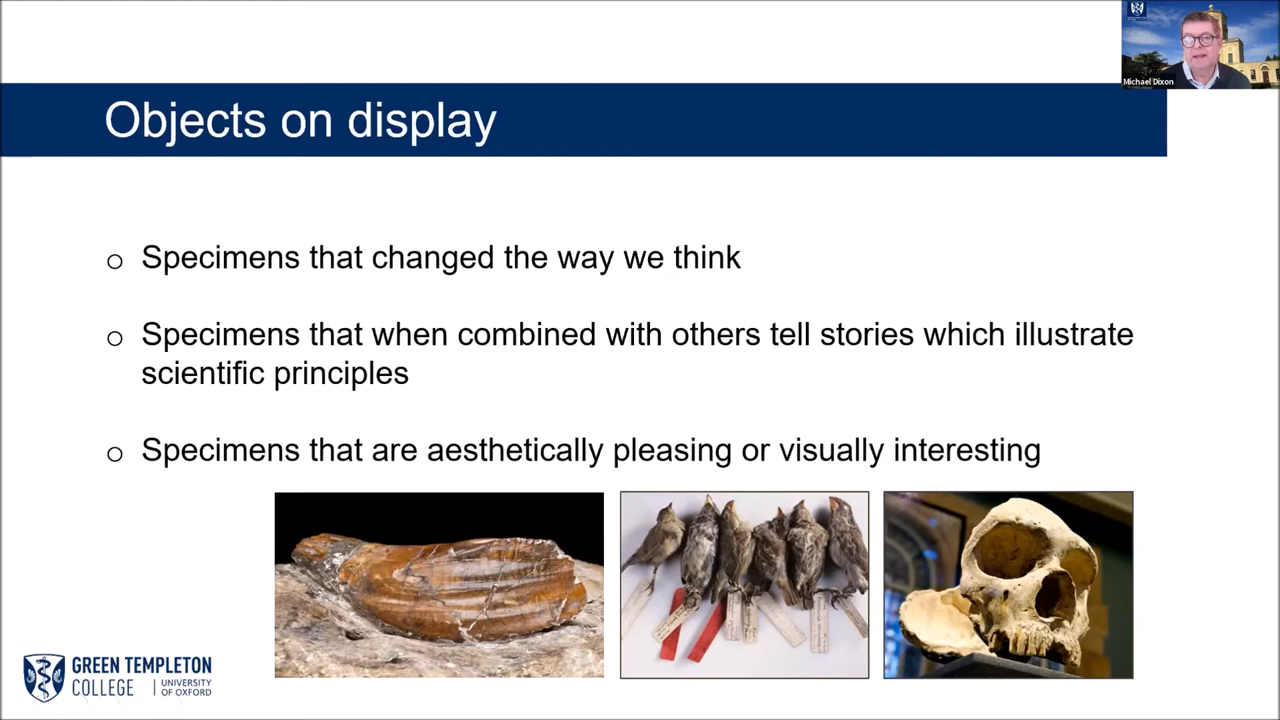 Michael Dixon
Objects on display
Specimens that changed the way we think
Specimens that when combined with others tell stories which illustrate
scientific principles
Specimens that are aesthetically pleasing or visually interesting
GREEN TEMPLETON
COLLEGE
UNIVERSITY
OF OXFORD